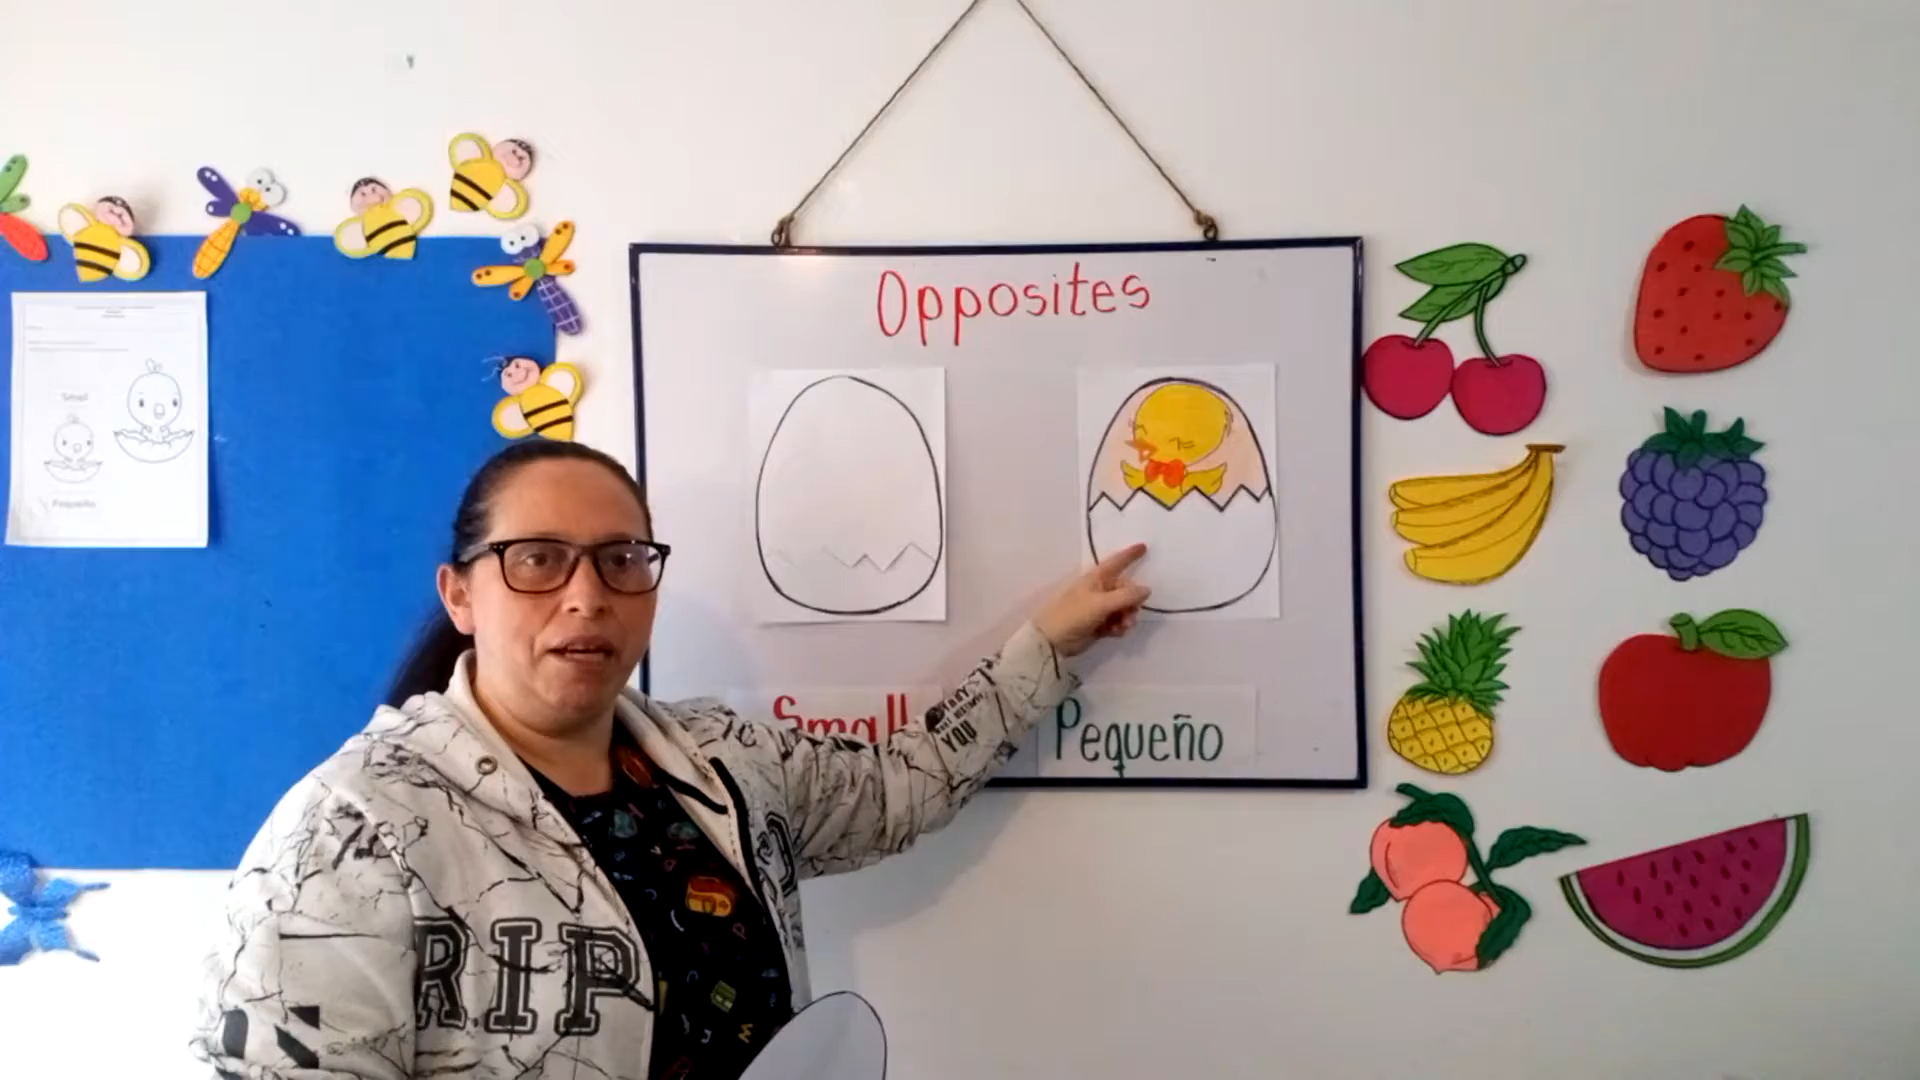 Opposites
Small
Pequeño
Small
Pequeño
YOU
RIP